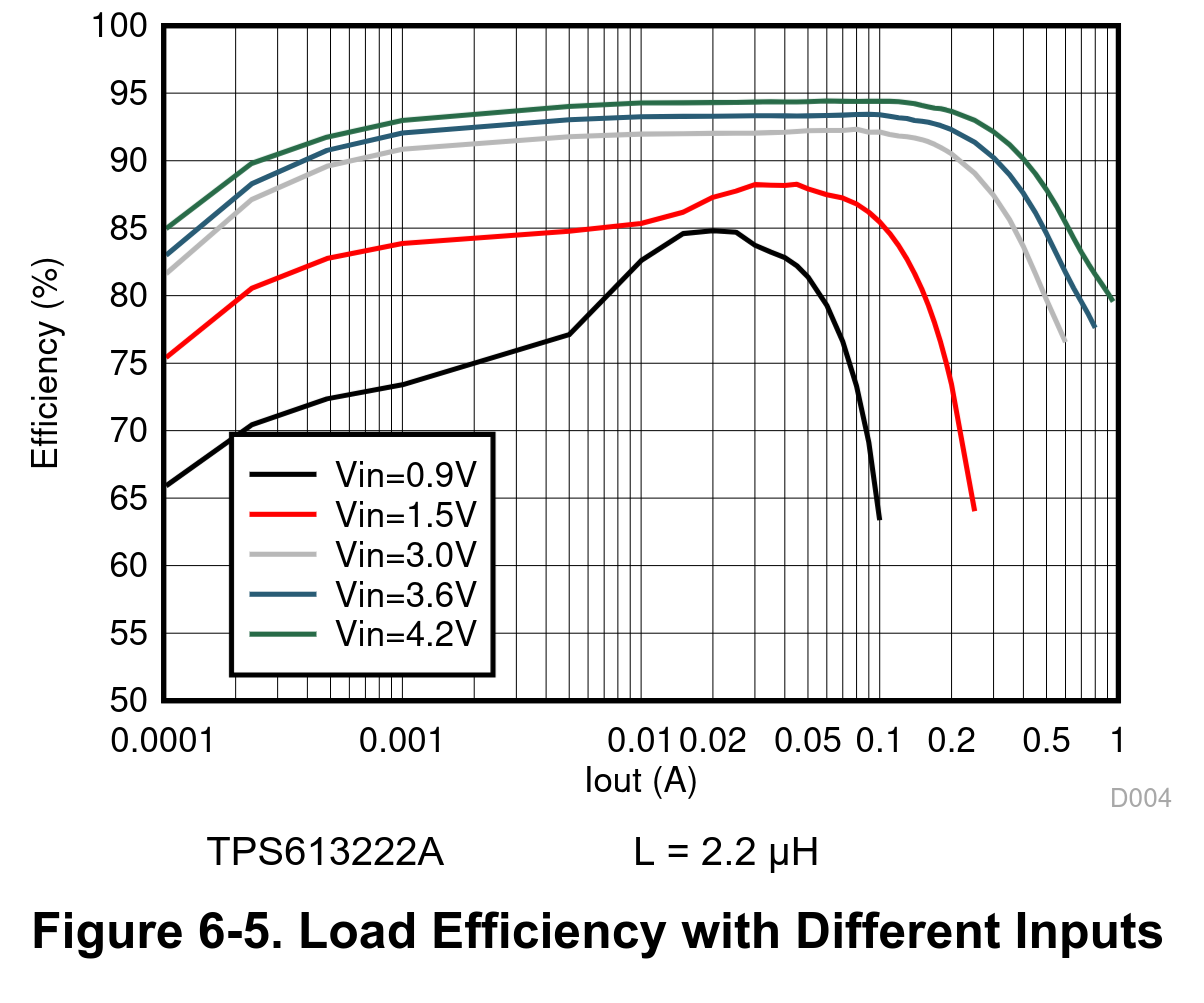 100
95
90
85
80
75
70
65
60
55
50
Efficiency (%)
Vin=0.9V
Vin=1.5V
Vin=3.0V
Vin=3.6V
Vin=4.2V
0.0001 0.001 0.01 0.02 0.05 0.1 0.2 0.5 1
Iout (A)
D004
TPS613222A L = 2.2 µH
Figure 6-5. Load Efficiency with Different Inputs